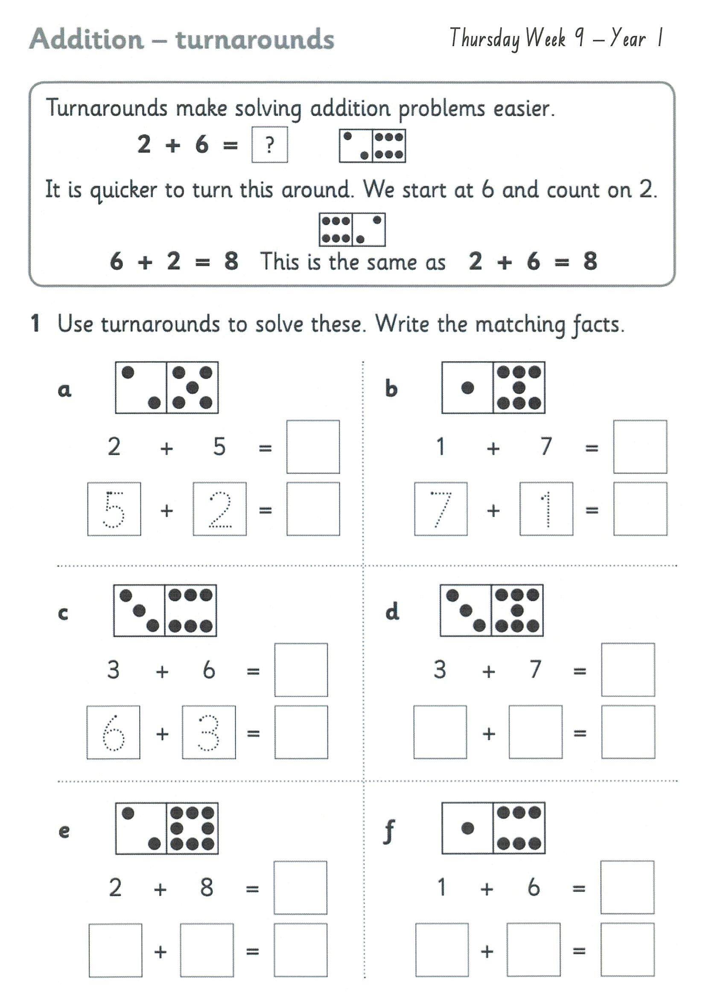 Addition – turnarounds
Thursday Week 9 – Year 1
Turnarounds make solving addition problems easier.
2 + 6 = ?
It is quicker to turn this around. We start at 6 and count on 2.
6 + 2 = 8 This is the same as 2 + 6 = 8
1 Use turnarounds to solve these. Write the matching facts.
a
2 + 5 =
5 + 2 =
b
1 + 7 =
7 + 1 =
c
3 + 6 =
6 + 3 =
d
3 + 7 =
+ =
e
2 + 8 =
+ =
f
1 + 6 =
+ =